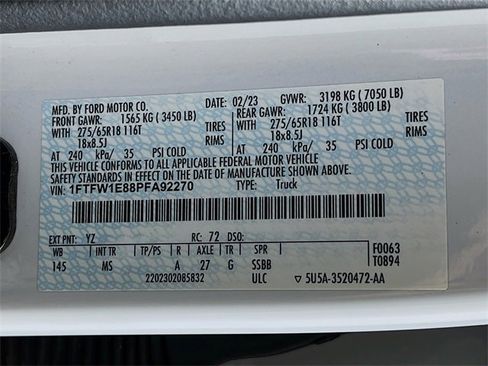 MFD. BY FORD MOTOR CO. DATE: 02/23 GVWR: 3198 KG ( 7050 LB)
FRONT GAWR: 1565 KG ( 3450 LB) REAR GAWR: 1724 KG ( 3800 LB)
WITH 275/65R18 116T TIRES WITH 275/65R18 116T TIRES
18x8.5J RIMS 18x8.5J RIMS
AT 240 kPa/ 35 PSI COLD AT 240 kPa/ 35 PSI COLD
THIS VEHICLE CONFORMS TO ALL APPLICABLE FEDERAL MOTOR VEHICLE
SAFETY STANDARDS IN EFFECT ON THE DATE OF MANUFACTURE SHOWN ABOVE.
VIN: 1FTFW1E88PFA92270 TYPE: Truck
EXT PNT: YZ RC: 72 DSO:
WB INT TR TP/PS R AXLE TR SPR F0063
145 MS A 27 G SSBB T0894
2202302085832 ULC ▽ 5U5A-3520472-AA